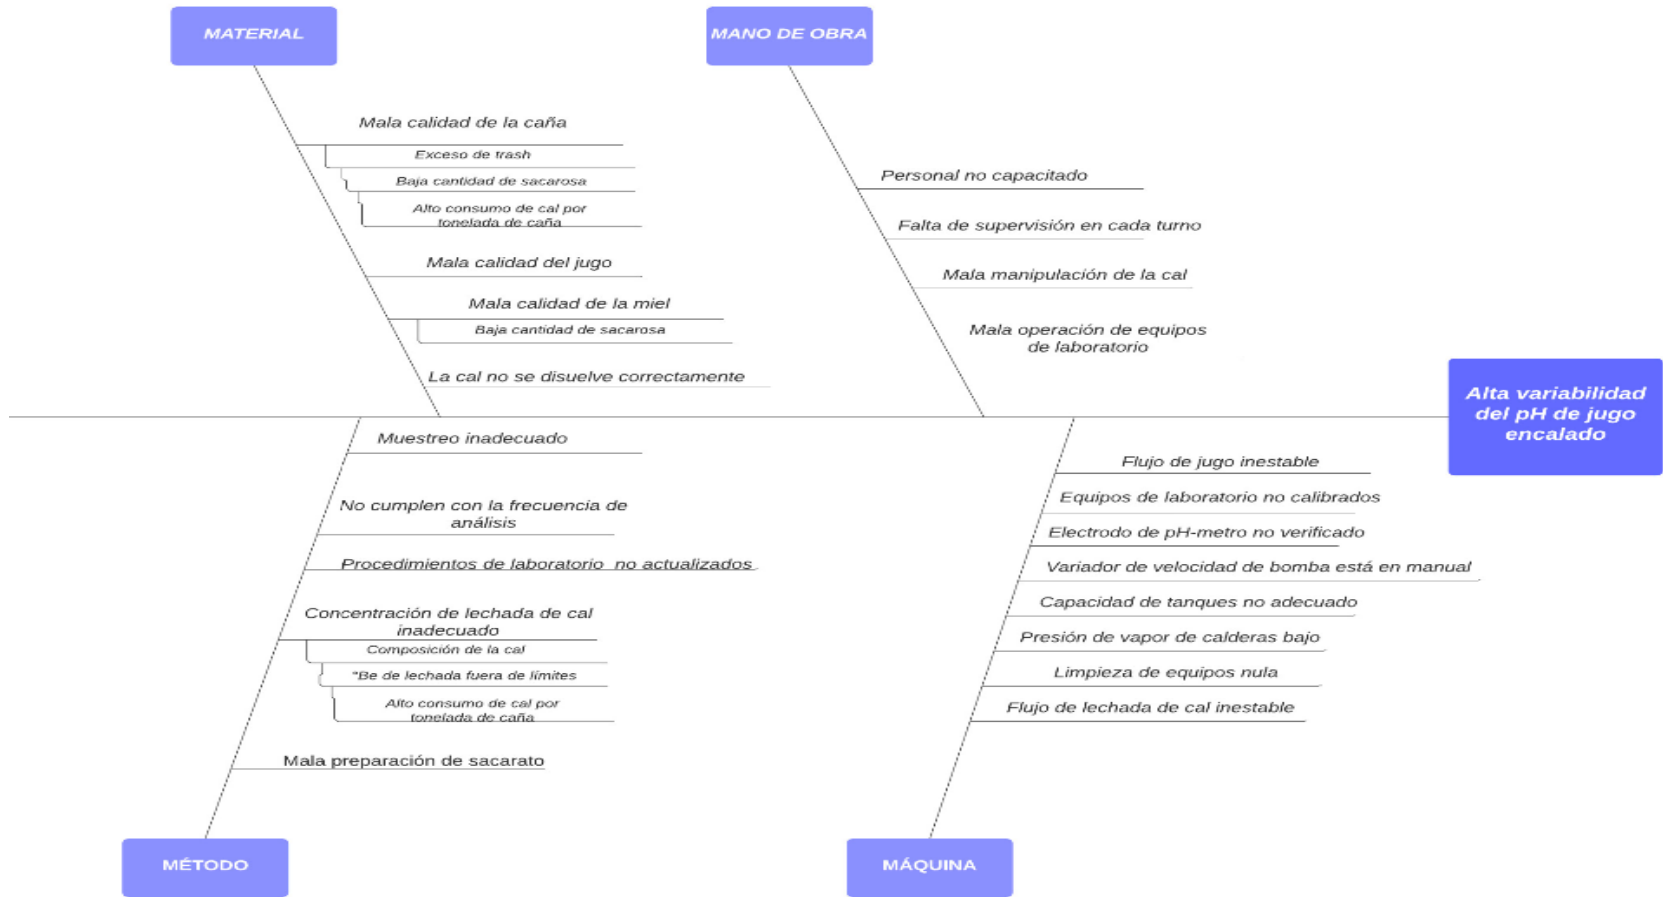 MATERIAL
Mala calidad de la caña
Exceso de trash
Baja cantidad de sacarosa
Alto consumo de cal por
tonelada de caña
Mala calidad del jugo
Mala calidad de la miel
Baja cantidad de sacarosa
La cal no se disuelve correctamente
MANO DE OBRA
Personal no capacitado
Falta de supervisión en cada turno
Mala manipulación de la cal
Mala operación de equipos
de laboratorio
Alta variabilidad
del pH de jugo
encalado
Muestreo inadecuado
No cumplen con la frecuencia de
análisis
Procedimientos de laboratorio no actualizados
Concentración de lechada de cal
inadecuado
Composición de la cal
"Be de lechada fuera de límites
Alto consumo de cal por
tonelada de caña
Mala preparación de sacarato
MÉTODO
Flujo de jugo inestable
Equipos de laboratorio no calibrados
Electrodo de pH-metro no verificado
Variador de velocidad de bomba está en manual
Capacidad de tanques no adecuado
Presión de vapor de calderas bajo
Limpieza de equipos nula
Flujo de lechada de cal inestable
MÁQUINA